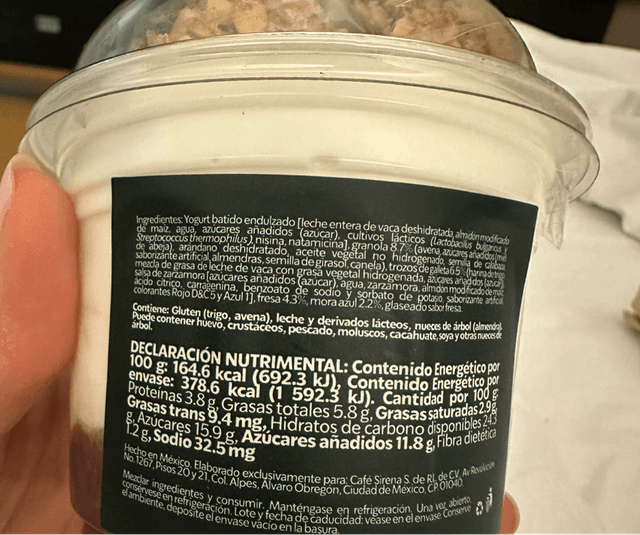 Ingredientes: Yogurt batido endulzado [leche entera de vaca deshidratada, almidón modificado
de maíz, agua, azúcares añadidos (azúcar), cultivos lácticos (Lactobacillus Bulgaricus y
Streptococcus thermophilus), nisina, natamicina], granola 8.7% (avena, azúcares añadidos (miel
de abeja), arándano deshidratado, aceite vegetal no hidrogenado, semilla de calabaza,
saborizante artificial, almendras, semilla de girasol, canela), trozos de galleta 6.5% (harina de trigo,
mezcla de grasa de leche de vaca con grasa vegetal hidrogenada, azúcares añadidos (azúcar),
salsa de zarzamora [azúcares añadidos (azúcar), agua, zarzamora, almidón modificado de maíz,
ácido cítrico, carragenina, benzoato de sodio y sorbato de potasio, saborizante artificial,
colorantes Rojo D&C 5 y Azul 1], fresa 4.3%, mora azul 2.2%, glaseado sabor fresa.
Contiene: Gluten (trigo, avena), leche y derivados lácteos, nueces de árbol (almendra).
Puede contener huevo, crustáceos, pescado, moluscos, cacahuate, soya y otras nueces de
árbol.
DECLARACIÓN NUTRIMENTAL: Contenido Energético por
100 g: 164.6 kcal (692.3 kJ), Contenido Energético por
envase: 378.6 kcal (1 592.3 kJ). Cantidad por 100 g:
Proteínas 3.8 g, Grasas totales 5.8 g, Grasas saturadas 2.9 g,
Grasas trans 9.4 mg, Hidratos de carbono disponibles 24.3
g, Azúcares 15.9 g, Azúcares añadidos 11.8 g, Fibra dietética
1.2 g, Sodio 32.5 mg
Hecho en México. Elaborado exclusivamente para: Café Sirena S. de R.L. de C.V. Av Revolución
No. 1267, Pisos 20 y 21, Col. Alpes, Álvaro Obregón, Ciudad de México, C.P. 01040.
Mezclar ingredientes y consumir. Manténgase en refrigeración. Una vez abierto,
consérvese en refrigeración. Lote y fecha de caducidad: véase en el envase Conserve
el ambiente, deposite el envase vacío en la basura.